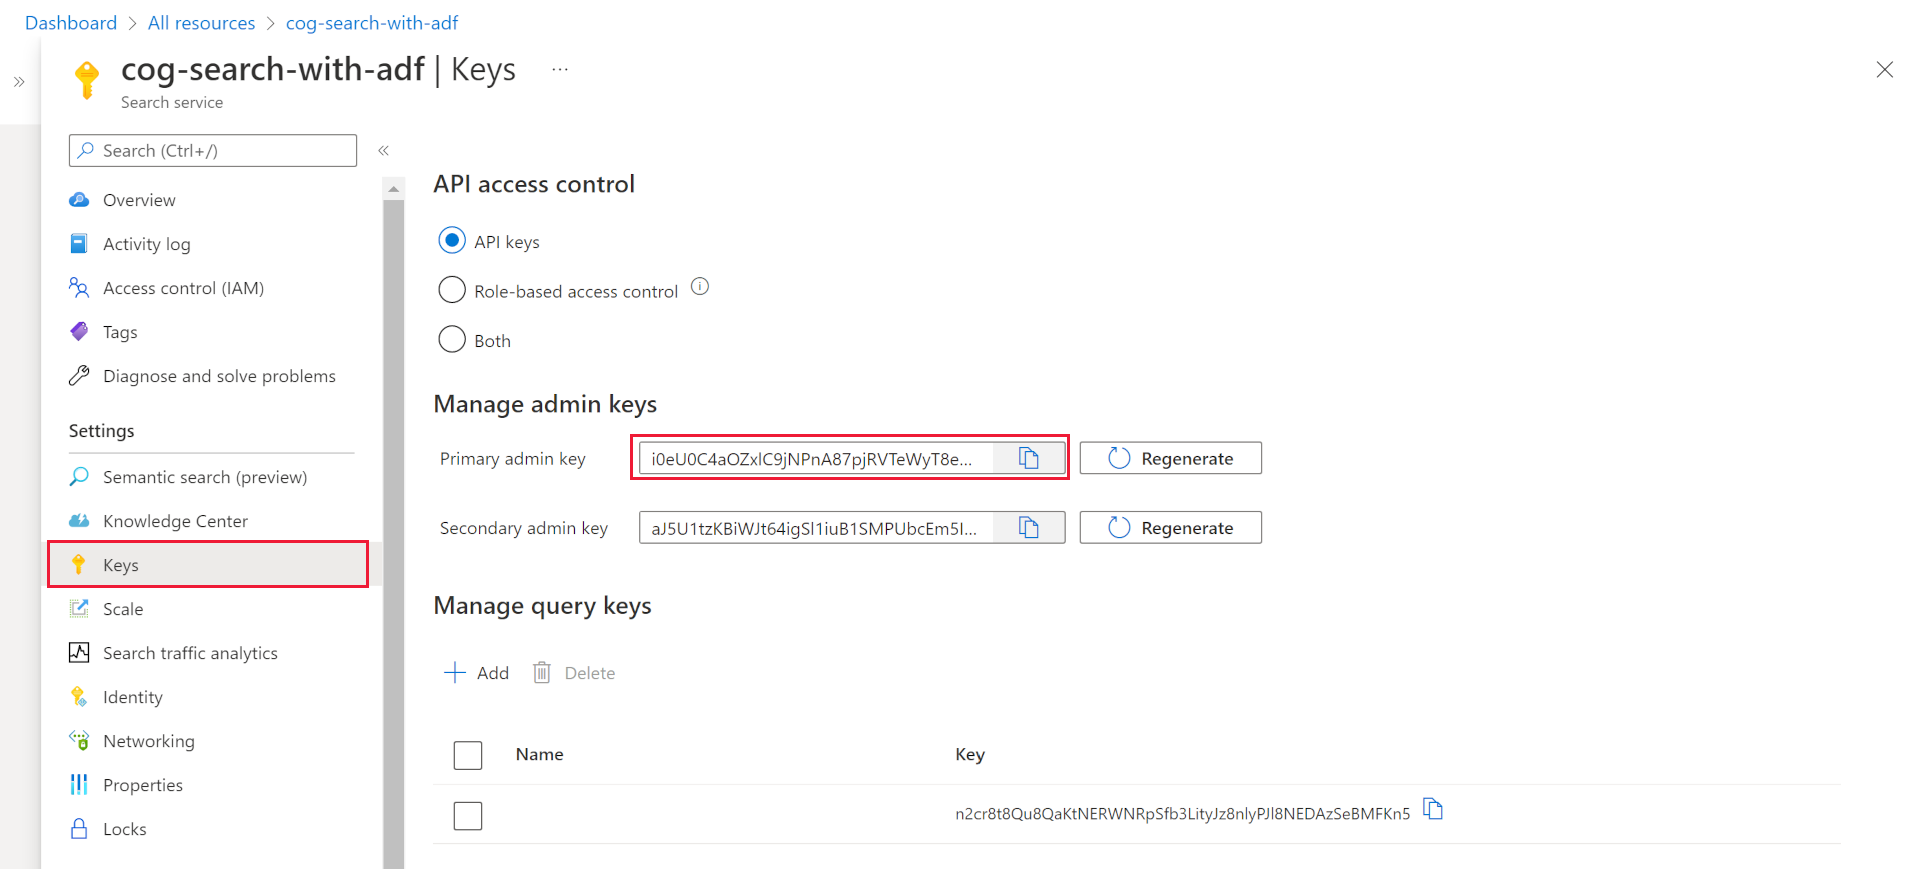 Dashboard > All resources > cog-search-with-adf
cog-search-with-adf | Keys ...
Search service
Search (Ctrl+/)
Overview
Activity log
Access control (IAM)
Tags
Diagnose and solve problems
Settings
Semantic search (preview)
Knowledge Center
Keys
Scale
Search traffic analytics
Identity
Networking
Properties
Locks
API access control
API keys
Role-based access control
Both
Manage admin keys
Primary admin key i0eU0C4aOZxlC9jNPnA87pjRVTeWyT8e... Regenerate
Secondary admin key aJ5U1tzKBiWJt64igSl1iuB1SMPUbcEm5I... Regenerate
Manage query keys
Add Delete
Name Key
n2cr8t8Qu8QaKtNERWNRpSfb3LityJz8nlyPJl8NEDAzSeBMFKn5